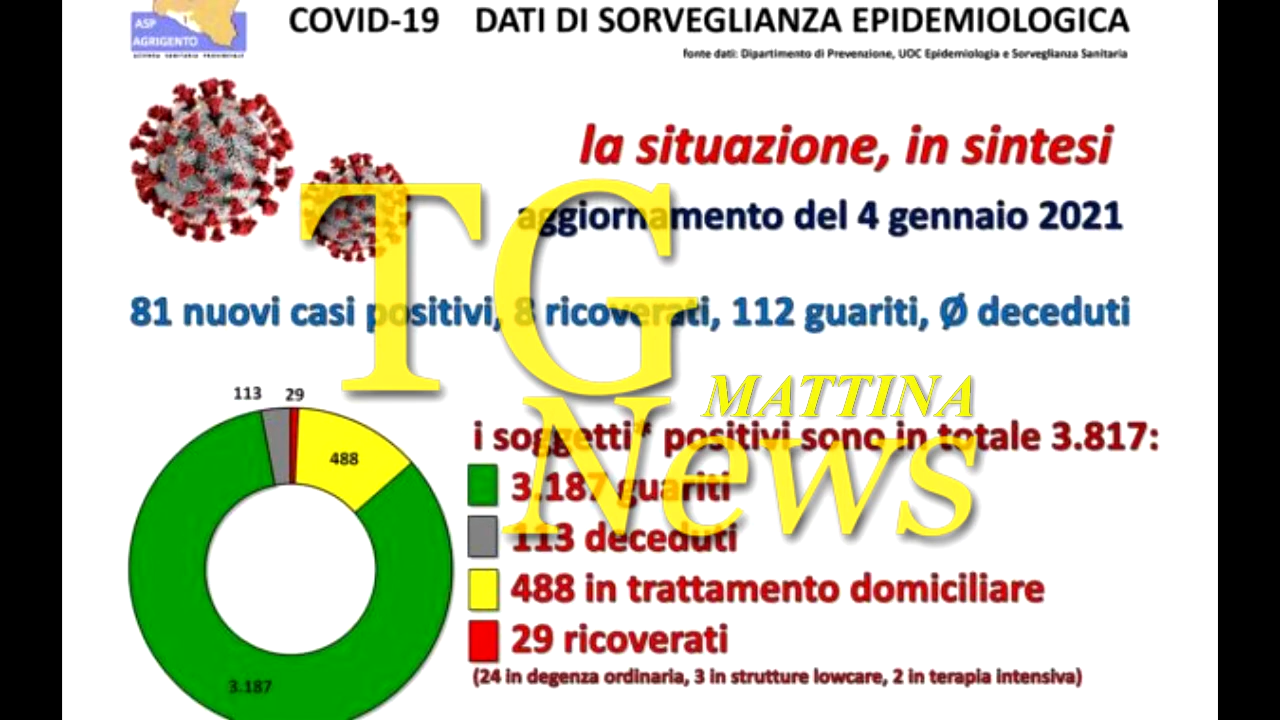 ASP
AGRIGENTO
COVID-19 DATI DI SORVEGLIANZA EPIDEMIOLOGICA
fonte dati: Dipartimento di Prevenzione, UOC Epidemiologia e Sorveglianza Sanitaria
la situazione, in sintesi
aggiornamento del 4 gennaio 2021
TG
81 nuovi casi positivi, 8 ricoverati, 112 guariti, Ø deceduti
MATTINA
News
113
29
488
3.187
i soggetti* positivi sono in totale 3.817:
3.187 guariti
113 deceduti
488 in trattamento domiciliare
29 ricoverati
(24 in degenza ordinaria, 3 in strutture lowcare, 2 in terapia intensiva)